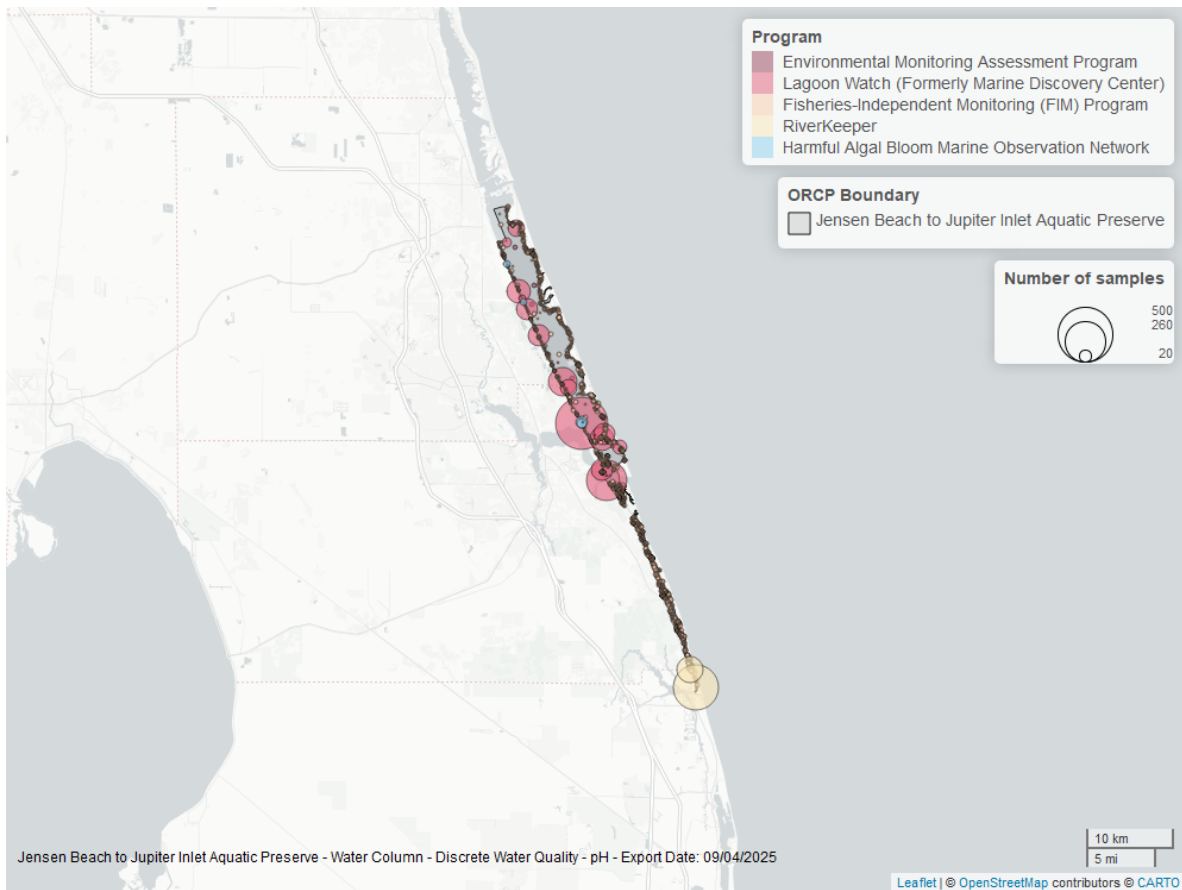 Program
Environmental Monitoring Assessment Program
Lagoon Watch (Formerly Marine Discovery Center)
Fisheries-Independent Monitoring (FIM) Program
RiverKeeper
Harmful Algal Bloom Marine Observation Network
ORCP Boundary
Jensen Beach to Jupiter Inlet Aquatic Preserve
Number of samples
500
260
20
10 km
5 mi
Jensen Beach to Jupiter Inlet Aquatic Preserve - Water Column - Discrete Water Quality - pH - Export Date: 09/04/2025
Leaflet | © OpenStreetMap contributors © CARTO